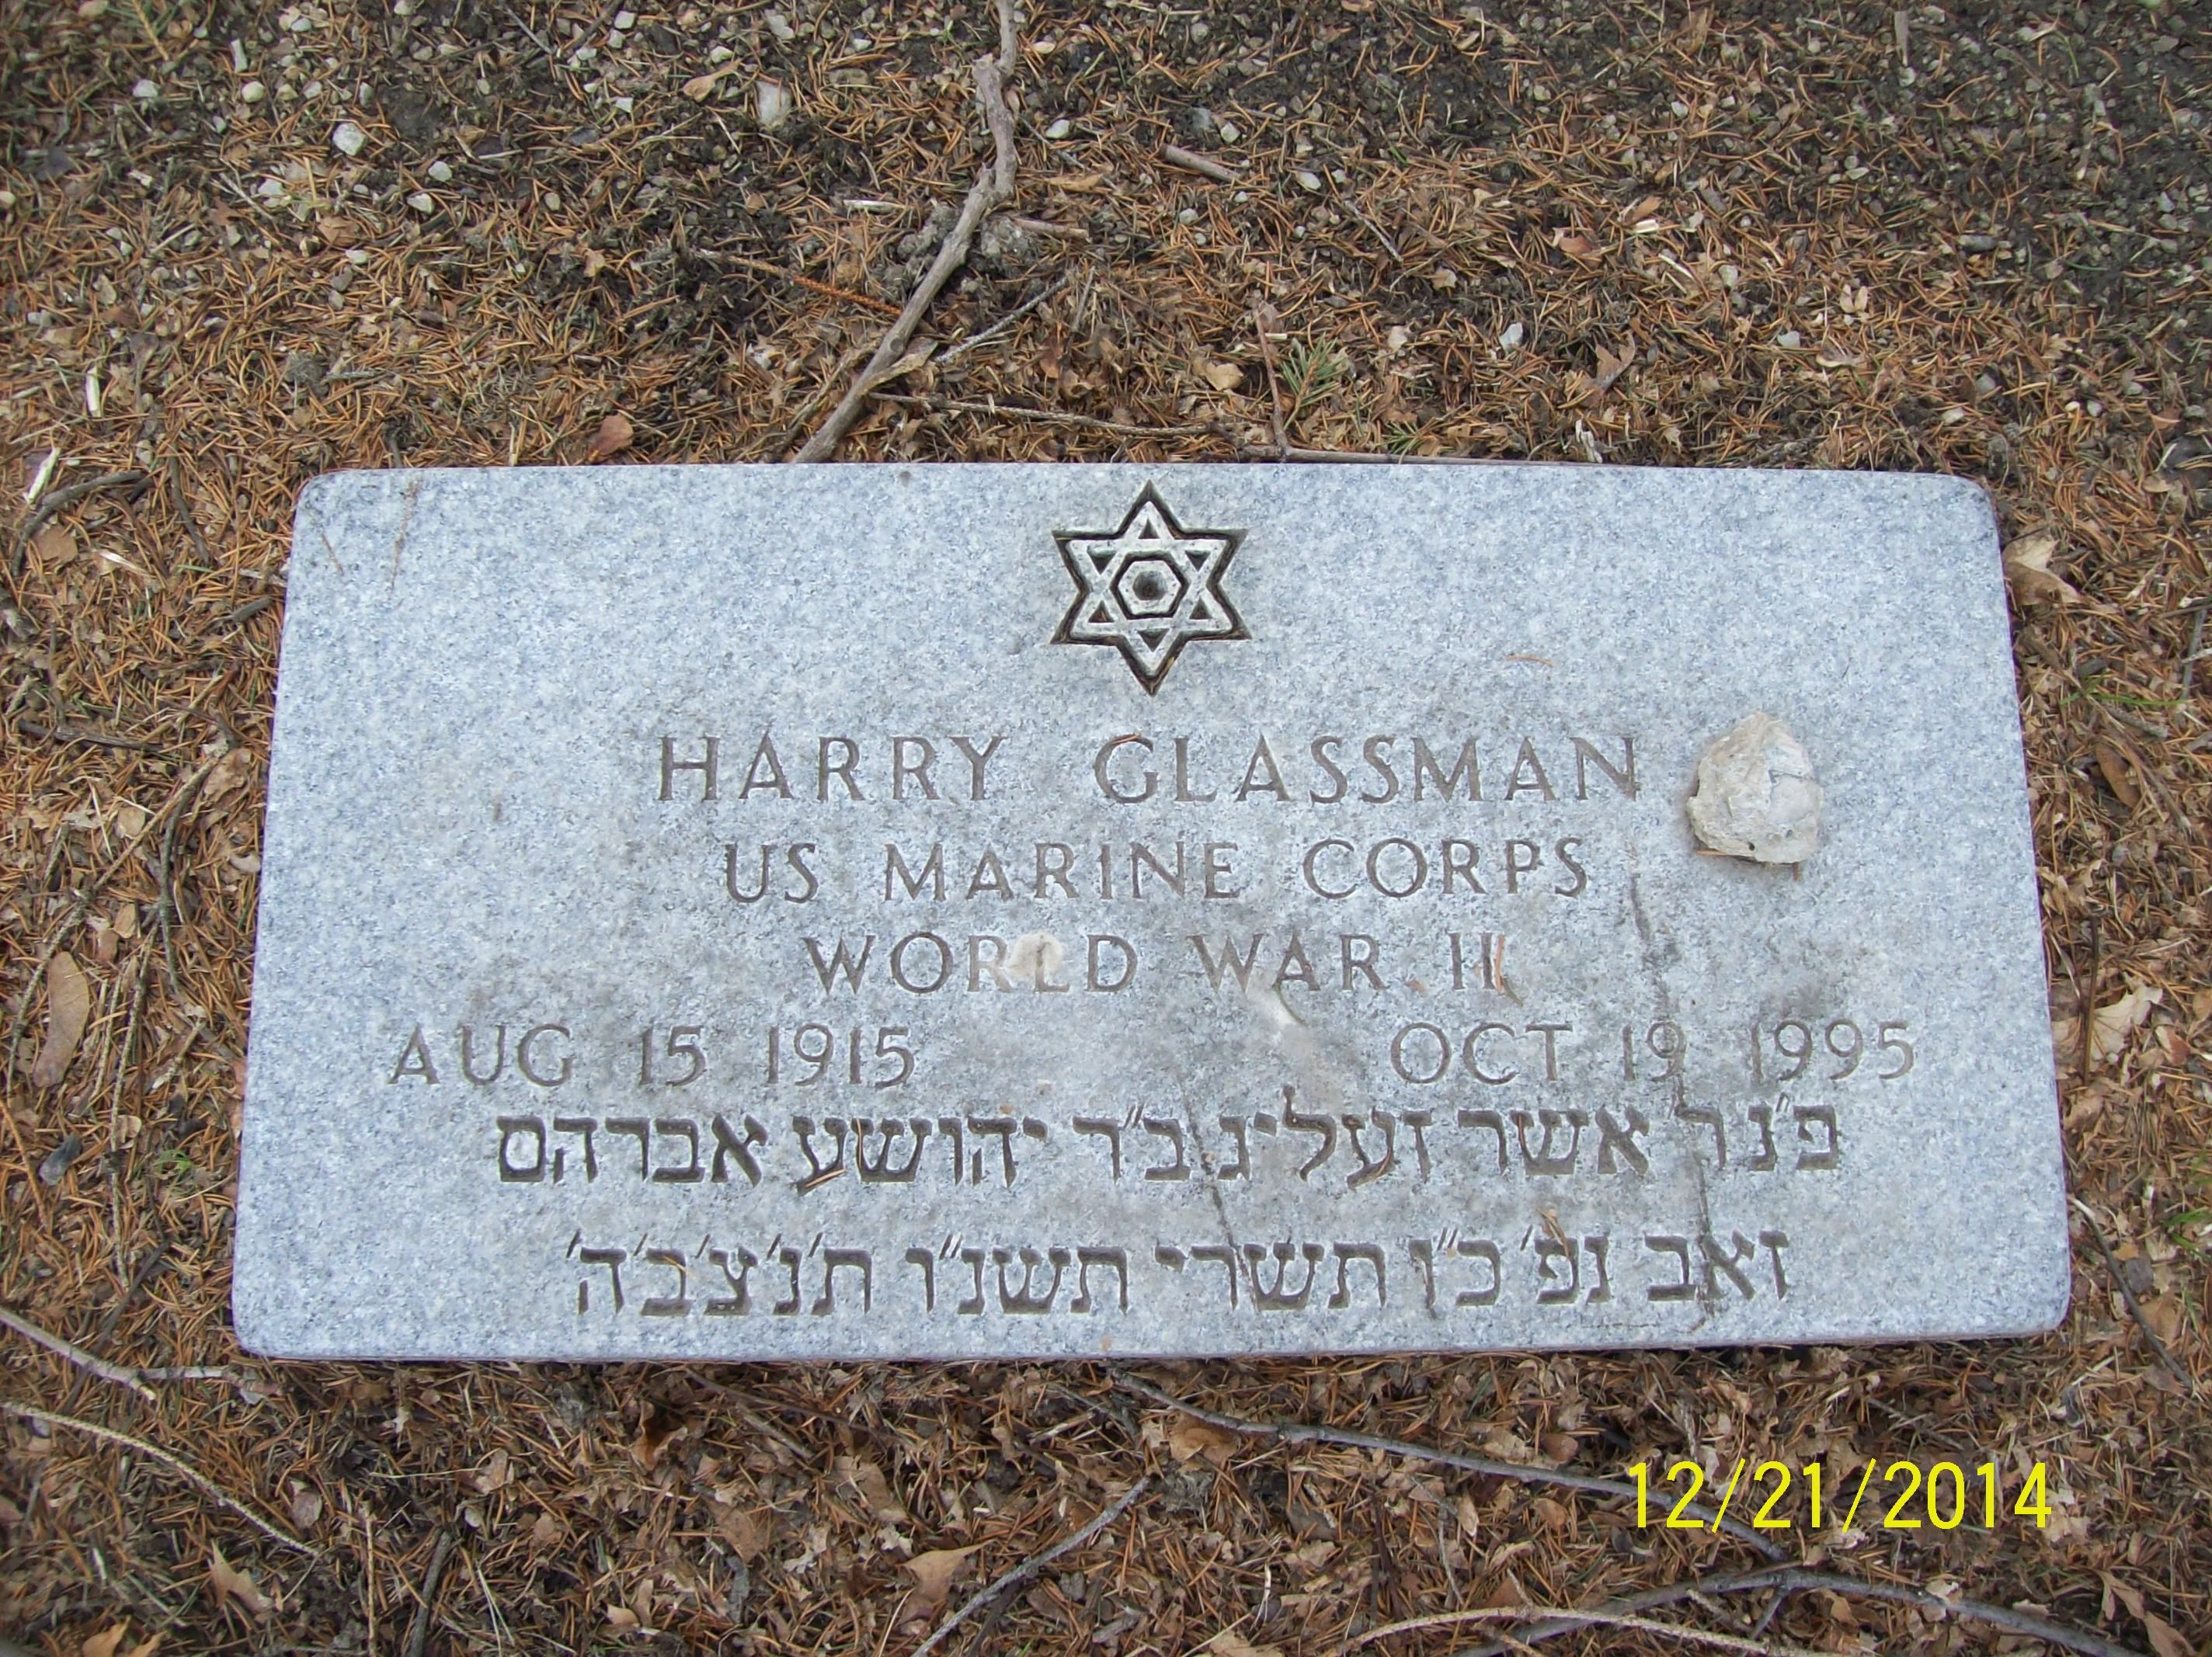 HARRY GLASSMAN
US MARINE CORPS
WORLD WAR II
AUG 15 1915 OCT 19 1995
פ"נ ר' אשר זעליג ב"ר יהושע אברהם
זאב נפ' כ"ו תשרי תשנ"ו ת'נ'צ'ב'ה'
12/21/2014